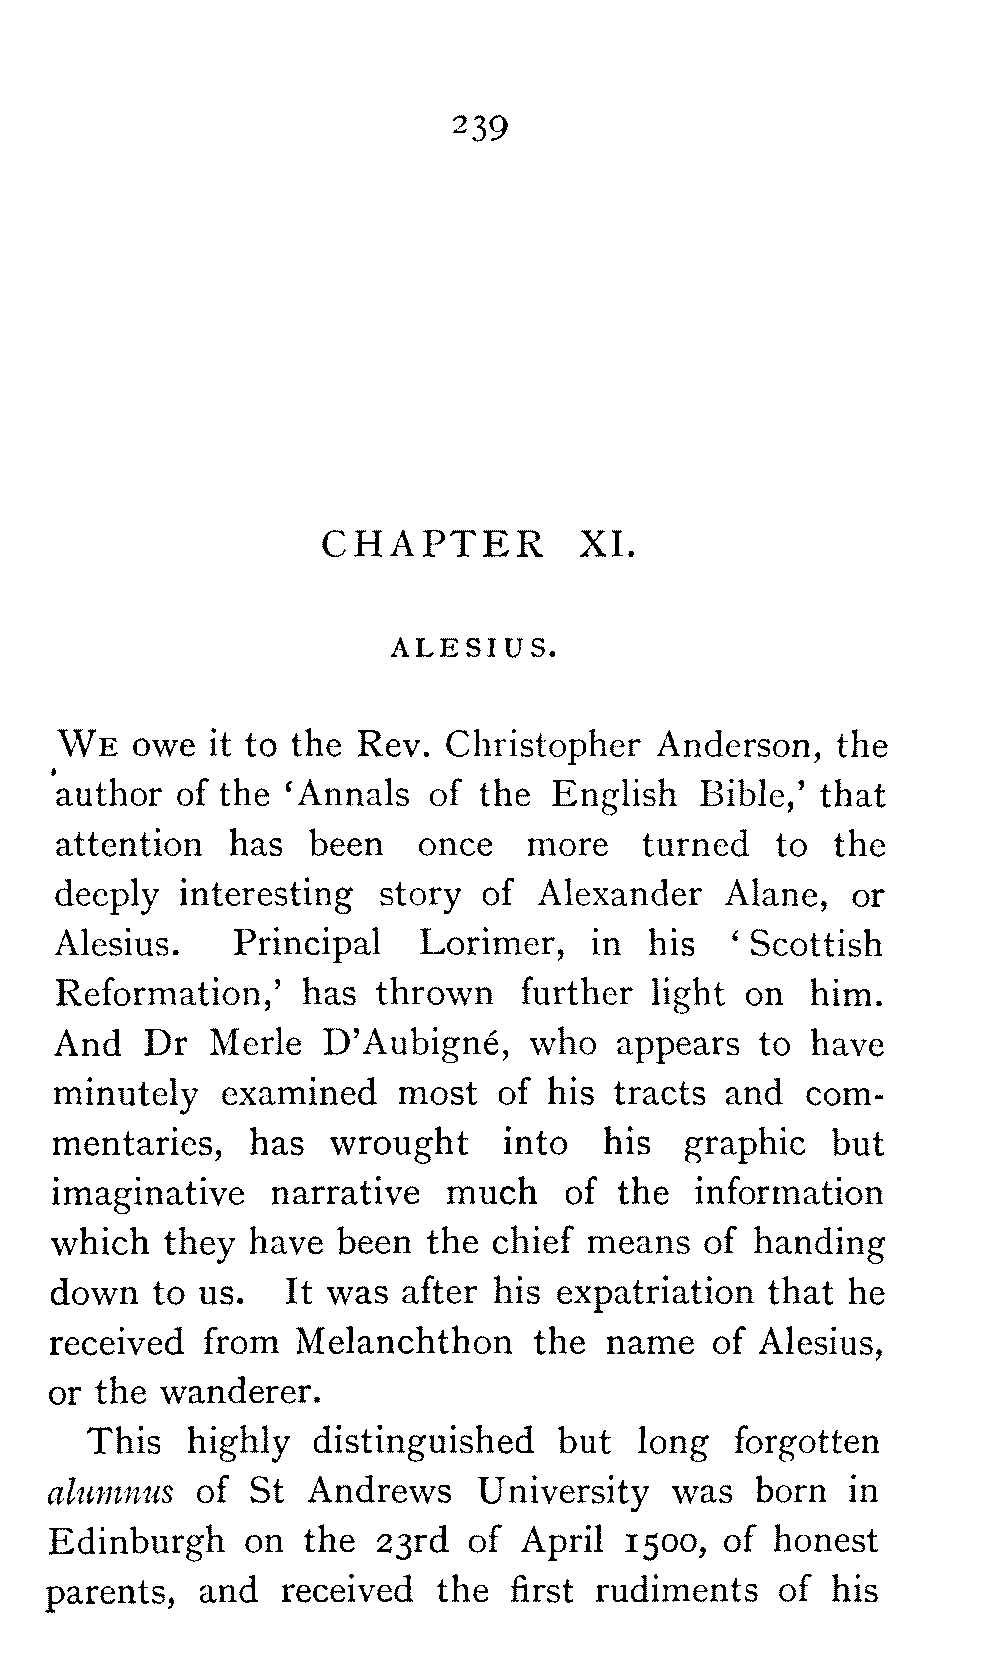 239
CHAPTER XI.
ALESIUS.
WE owe it to the Rev. Christopher Anderson, the
author of the ‘Annals of the English Bible,’ that
attention has been once more turned to the
deeply interesting story of Alexander Alane, or
Alesius. Principal Lorimer, in his ‘Scottish
Reformation,’ has thrown further light on him.
And Dr Merle D’Aubigné, who appears to have
minutely examined most of his tracts and com-
mentaries, has wrought into his graphic but
imaginative narrative much of the information
which they have been the chief means of handing
down to us. It was after his expatriation that he
received from Melanchthon the name of Alesius,
or the wanderer.
This highly distinguished but long forgotten
alumnus of St Andrews University was born in
Edinburgh on the 23rd of April 1500, of honest
parents, and received the first rudiments of his